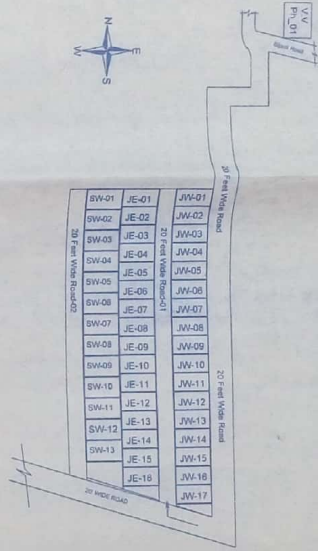 V.V
Ph_01
Black Road
N
E
S
W
20 Feet Wide Road
20 Feet Wide Road
JW-01
JW-02
JW-03
JW-04
JW-05
JW-06
JW-07
JW-08
JW-09
JW-10
JW-11
JW-12
JW-13
JW-14
JW-15
JW-16
JW-17
20 Feet Wide Road-01
JE-01
JE-02
JE-03
JE-04
JE-05
JE-06
JE-07
JE-08
JE-09
JE-10
JE-11
JE-12
JE-13
JE-14
JE-15
JE-16
SW-01
SW-02
SW-03
SW-04
SW-05
SW-06
SW-07
SW-08
SW-09
SW-10
SW-11
SW-12
SW-13
20 Feet Wide Road-02
20 WIDE ROAD